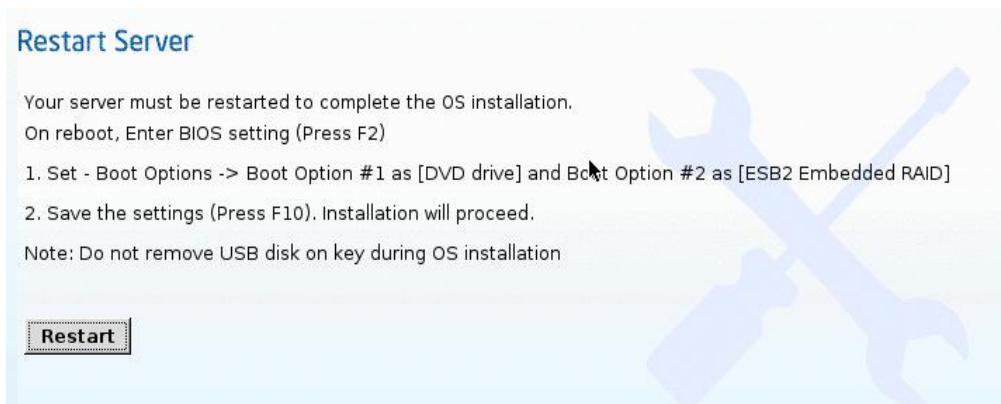 Restart Server
Your server must be restarted to complete the OS installation.
On reboot, Enter BIOS setting (Press F2)
1. Set - Boot Options -> Boot Option #1 as [DVD drive] and Boot Option #2 as [ESB2 Embedded RAID]
2. Save the settings (Press F10). Installation will proceed.
Note: Do not remove USB disk on key during OS installation
Restart